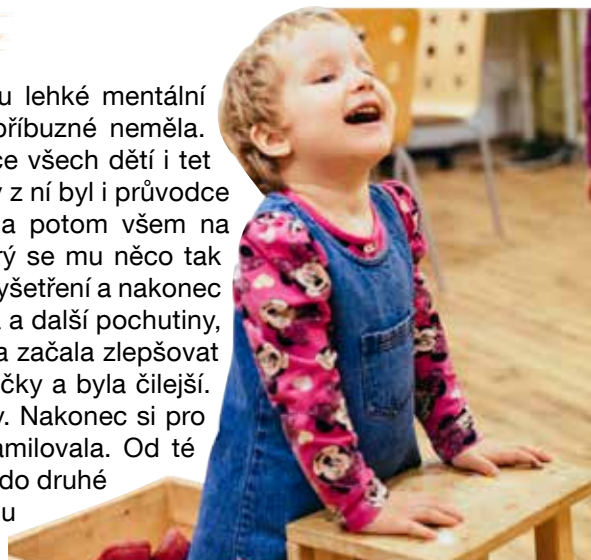 u lehké mentální
příbuzné neměla.
ce všech dětí i tet
z ní byl i průvodce
a potom všem na
rý se mu něco tak
yšetření a nakonec
a další pochutiny,
a začala zlepšovat
čky a byla čilejší.
. Nakonec si pro
amilovala. Od té
do druhé
u